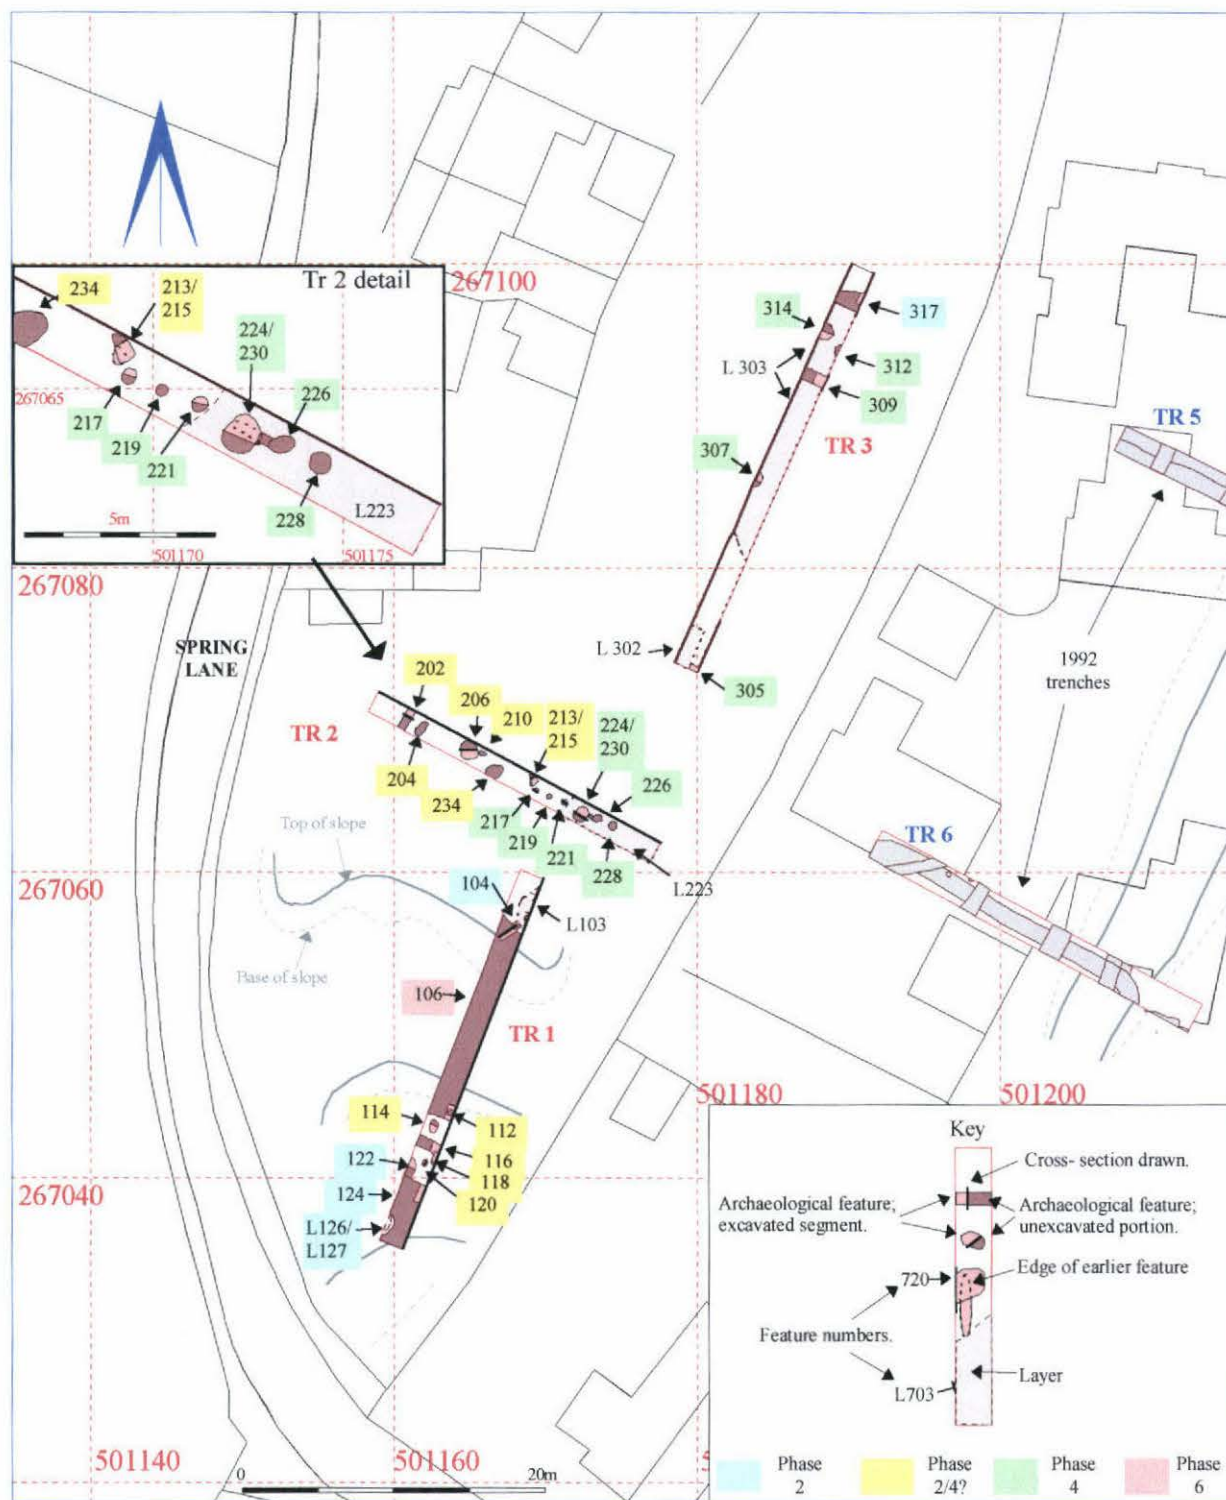 Tr 2 detail
234
213/
215
224/
230
226
267065
217
219
221
228
L223
5m
501170
501175
267100
314
317
L 303
312
309
TR 3
307
TR 5
267080
SPRING
LANE
L 302
305
1992
trenches
202
206
210
213/
215
224/
230
TR 2
204
234
226
217
219
221
228
L223
Top of slope
TR 6
267060
104
L103
Base of slope
106
TR 1
501180
501200
114
112
122
116
118
124
120
267040
L126/
L127
Key
Cross- section drawn.
Archaeological feature;
excavated segment.
Archaeological feature;
unexcavated portion.
720
Edge of earlier feature
Feature numbers.
Layer
L703
501140
501160
0
20m
Phase
2
Phase
2/4?
Phase
4
Phase
6